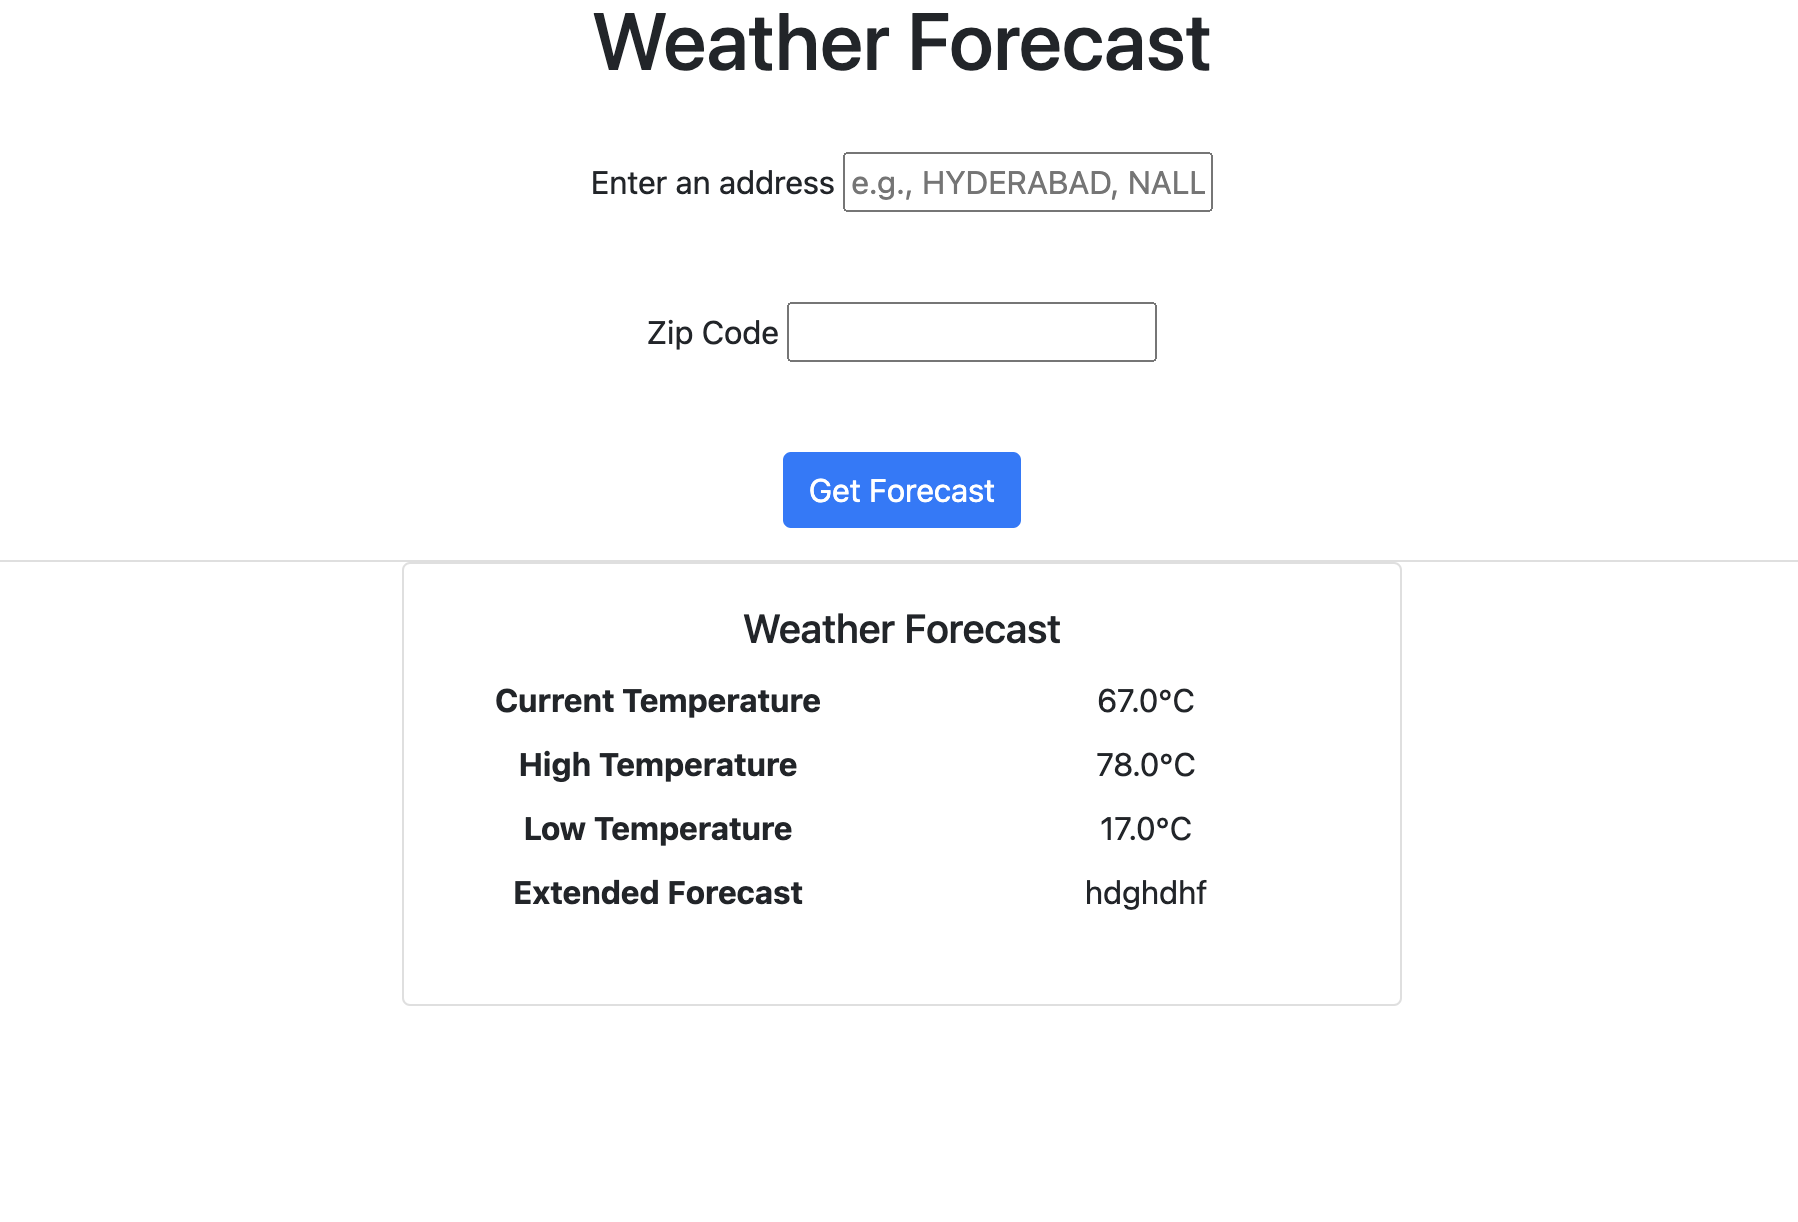 Weather Forecast
Enter an address e.g., HYDERABAD, NALL
Zip Code
Get Forecast
Weather Forecast
Current Temperature 67.0°C
High Temperature 78.0°C
Low Temperature 17.0°C
Extended Forecast hdghdhf